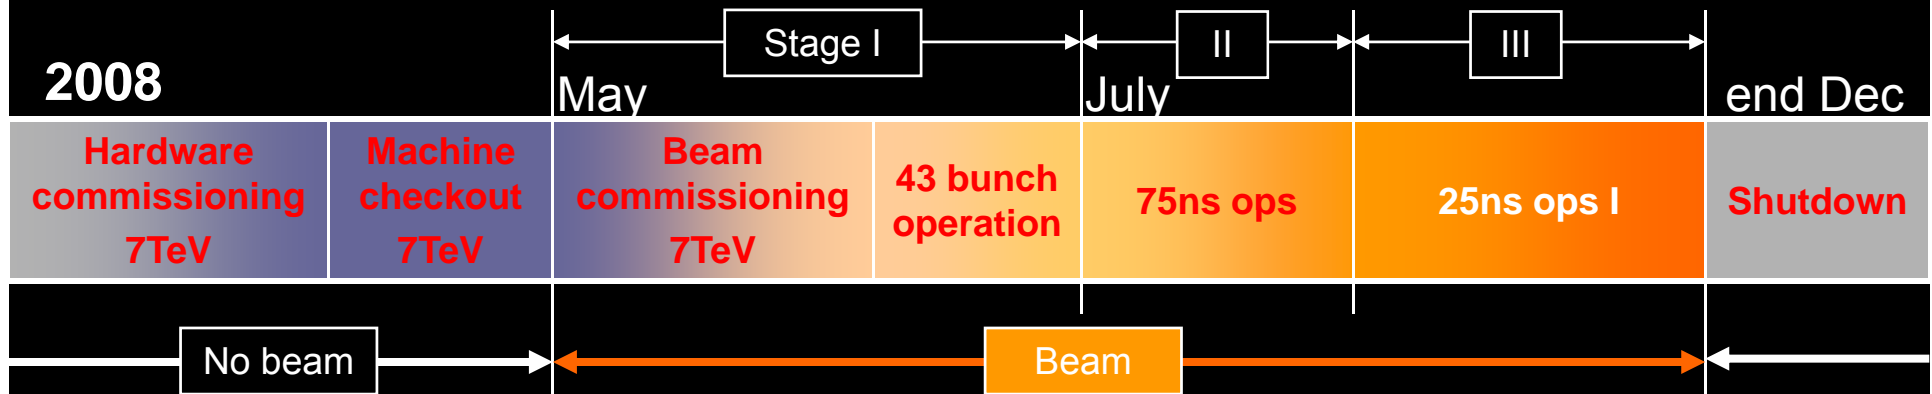 Stage I
II
III
2008
May
July
end Dec
Hardware
commissioning
7TeV
Machine
checkout
7TeV
Beam
commissioning
7TeV
43 bunch
operation
75ns ops
25ns ops I
Shutdown
No beam
Beam